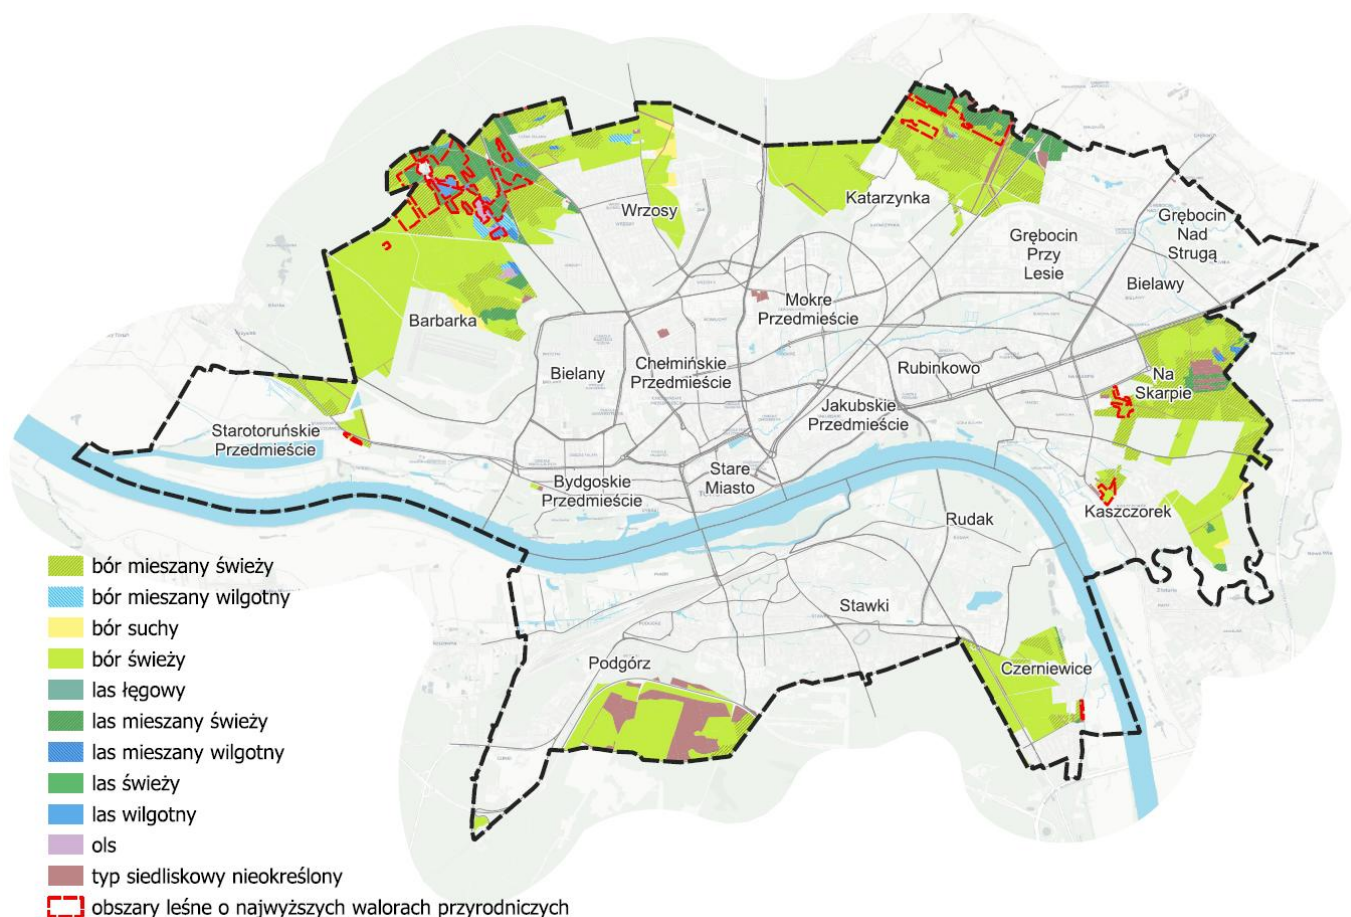 Wrzosy
Katarzynka
Grębocin
Nad
Strugą
Grębocin
Przy
Lesie
Bielawy
Mokre
Przedmieście
Barbarka
Na
Skarpie
Rubinkowo
Chełmińskie
Przedmieście
Bielany
Jakubskie
Przedmieście
Starotoruńskie
Przedmieście
Stare
Miasto
Bydgoskie
Przedmieście
Kaszczorek
Rudak
Stawki
Podgórz
Czerniewice
bór mieszany świeży
bór mieszany wilgotny
bór suchy
bór świeży
las łęgowy
las mieszany świeży
las mieszany wilgotny
las świeży
las wilgotny
ols
typ siedliskowy nieokreślony
obszary leśne o najwyższych walorach przyrodniczych